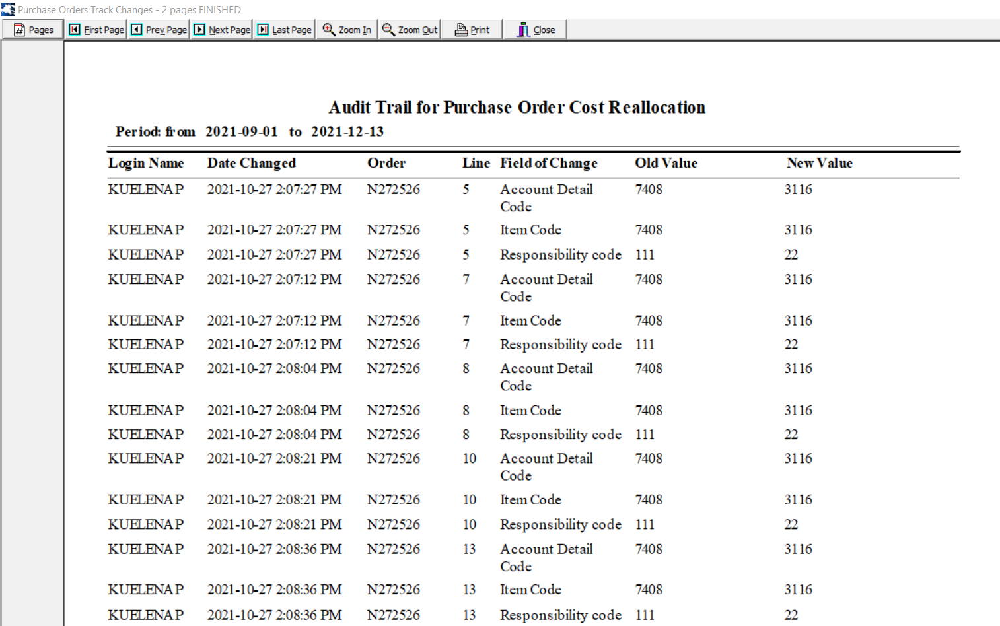 Purchase Orders Track Changes - 2 pages FINISHED
Pages First Page Prev Page Next Page Last Page Zoom In Zoom Out Print Close
Audit Trail for Purchase Order Cost Reallocation
Period: from 2021-09-01 to 2021-12-13
Login Name Date Changed Order Line Field of Change Old Value New Value
KUELENAP 2021-10-27 2:07:27 PM N272526 5 Account Detail 7408 3116
Code
KUELENAP 2021-10-27 2:07:27 PM N272526 5 Item Code 7408 3116
KUELENAP 2021-10-27 2:07:27 PM N272526 5 Responsibility code 111 22
KUELENAP 2021-10-27 2:07:12 PM N272526 7 Account Detail 7408 3116
Code
KUELENAP 2021-10-27 2:07:12 PM N272526 7 Item Code 7408 3116
KUELENAP 2021-10-27 2:07:12 PM N272526 7 Responsibility code 111 22
KUELENAP 2021-10-27 2:08:04 PM N272526 8 Account Detail 7408 3116
Code
KUELENAP 2021-10-27 2:08:04 PM N272526 8 Item Code 7408 3116
KUELENAP 2021-10-27 2:08:04 PM N272526 8 Responsibility code 111 22
KUELENAP 2021-10-27 2:08:21 PM N272526 10 Account Detail 7408 3116
Code
KUELENAP 2021-10-27 2:08:21 PM N272526 10 Item Code 7408 3116
KUELENAP 2021-10-27 2:08:21 PM N272526 10 Responsibility code 111 22
KUELENAP 2021-10-27 2:08:36 PM N272526 13 Account Detail 7408 3116
Code
KUELENAP 2021-10-27 2:08:36 PM N272526 13 Item Code 7408 3116
KUELENAP 2021-10-27 2:08:36 PM N272526 13 Responsibility code 111 22